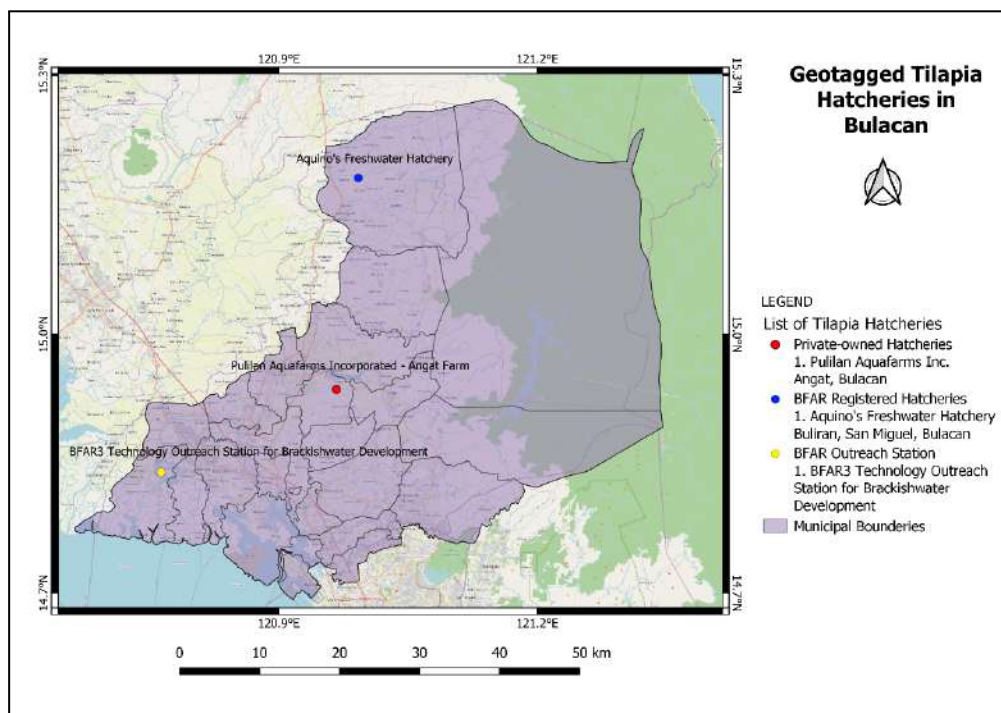 120.9°E
121.2°E
15.3°N
15.3°N
Geotagged Tilapia
Hatcheries in
Bulacan
Aquino's Freshwater Hatchery
15.0°N
15.0°N
LEGEND
List of Tilapia Hatcheries
Private-owned Hatcheries
1. Pulilan Aquafarms Inc.
Angat, Bulacan
BFAR Registered Hatcheries
1. Aquino's Freshwater Hatchery
Buliran, San Miguel, Bulacan
BFAR Outreach Station
1. BFAR3 Technology Outreach
Station for Brackishwater
Development
Municipal Bounderies
Pulilan Aquafarms Incorporated - Angat Farm
BFAR3 Technology Outreach Station for Brackishwater Development
14.7°N
14.7°N
120.9°E
121.2°E
0 10 20 30 40 50 km